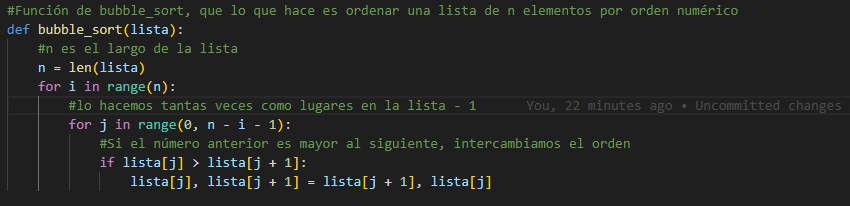 #Función de bubble_sort, que lo que hace es ordenar una lista de n elementos por orden numérico
def bubble_sort(lista):
#n es el largo de la lista
n = len(lista)
for i in range(n):
#lo hacemos tantas veces como lugares en la lista - 1 You, 22 minutes ago • Uncommitted changes
for j in range(0, n - i - 1):
#Si el número anterior es mayor al siguiente, intercambiamos el orden
if lista[j] > lista[j + 1]:
lista[j], lista[j + 1] = lista[j + 1], lista[j]